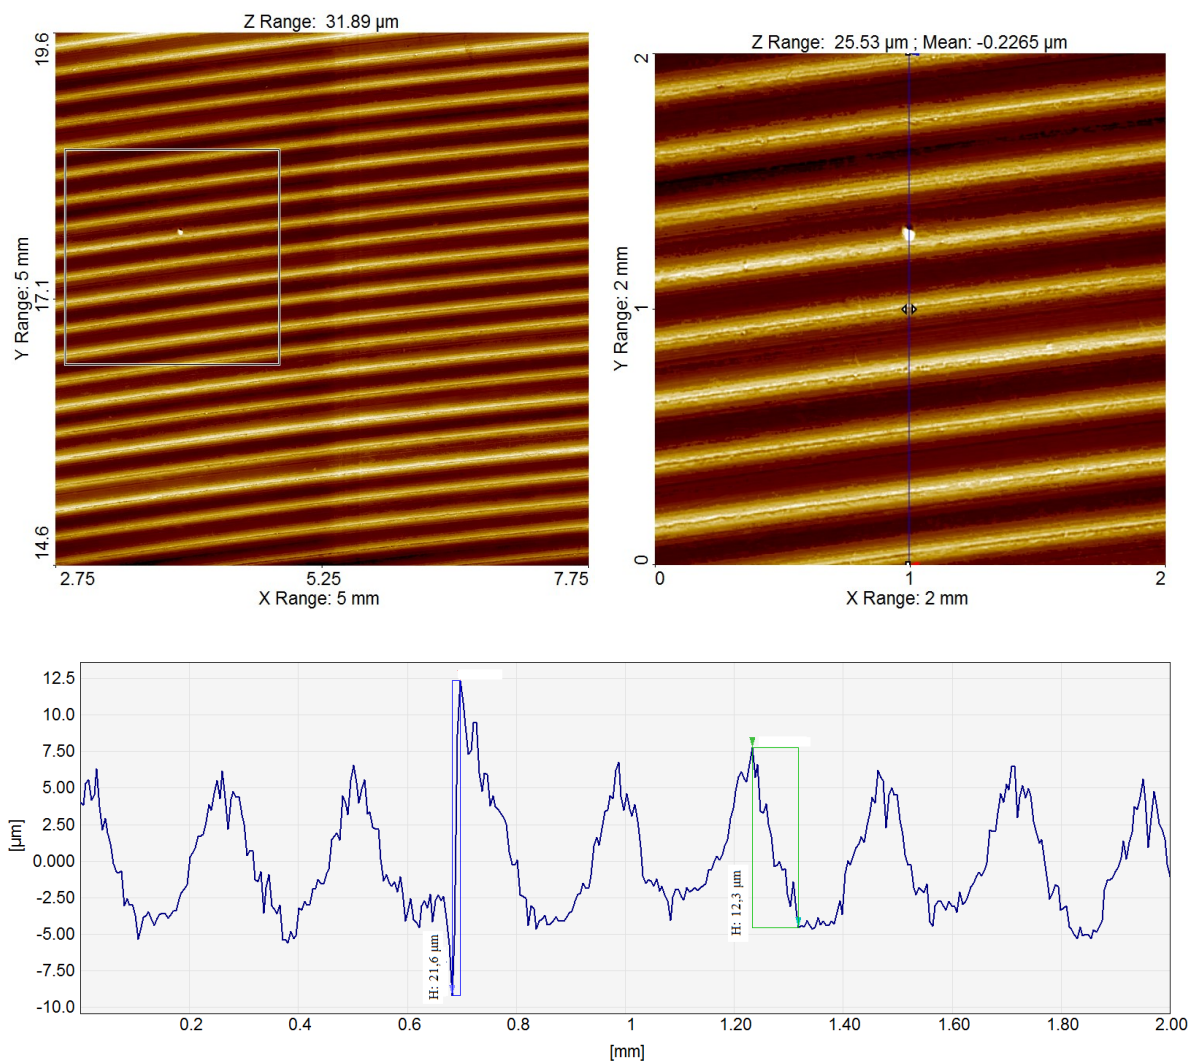 Z Range:  31.89 µm
19.6
17.1
14.6
Y Range: 5 mm
2.75 5.25 7.75
X Range: 5 mm
Z Range:  25.53 µm ; Mean: -0.2265 µm
2
1
0
Y Range: 2 mm
0 1 2
X Range: 2 mm
12.5
10.0
7.50
5.00
2.50
0.000
-2.50
-5.00
-7.50
-10.0
[µm]
H: 21,6 µm
H: 12,3 µm
0.2 0.4 0.6 0.8 1 1.20 1.40 1.60 1.80 2.00
[mm]